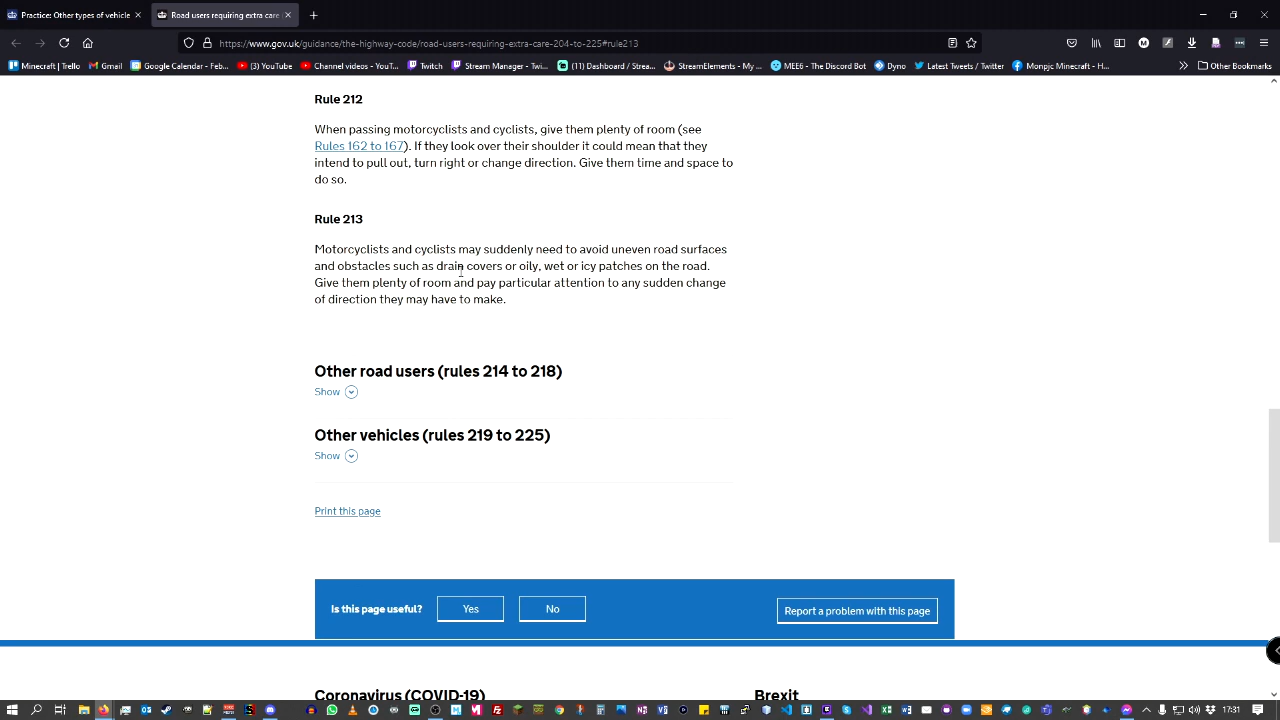 Practice: Other types of vehicle
Road users requiring extra care
https://www.gov.uk/guidance/the-highway-code/road-users-requiring-extra-care-204-to-225#rule213
Minecraft | Trello
Gmail
Google Calendar - Feb...
(3) YouTube
Channel videos - YouT...
Twitch
Stream Manager - Twi...
(11) Dashboard / Strea...
StreamElements - My ...
MEE6 - The Discord Bot
Dyno
Latest Tweets / Twitter
Monpjc Minecraft - H...
Other Bookmarks
Rule 212
When passing motorcyclists and cyclists, give them plenty of room (see
Rules 162 to 167). If they look over their shoulder it could mean that they
intend to pull out, turn right or change direction. Give them time and space to
do so.
Rule 213
Motorcyclists and cyclists may suddenly need to avoid uneven road surfaces
and obstacles such as drain covers or oily, wet or icy patches on the road.
Give them plenty of room and pay particular attention to any sudden change
of direction they may have to make.
Other road users (rules 214 to 218)
Show
Other vehicles (rules 219 to 225)
Show
Print this page
Is this page useful?
Yes
No
Report a problem with this page
Coronavirus (COVID-19)
Brexit
17:31